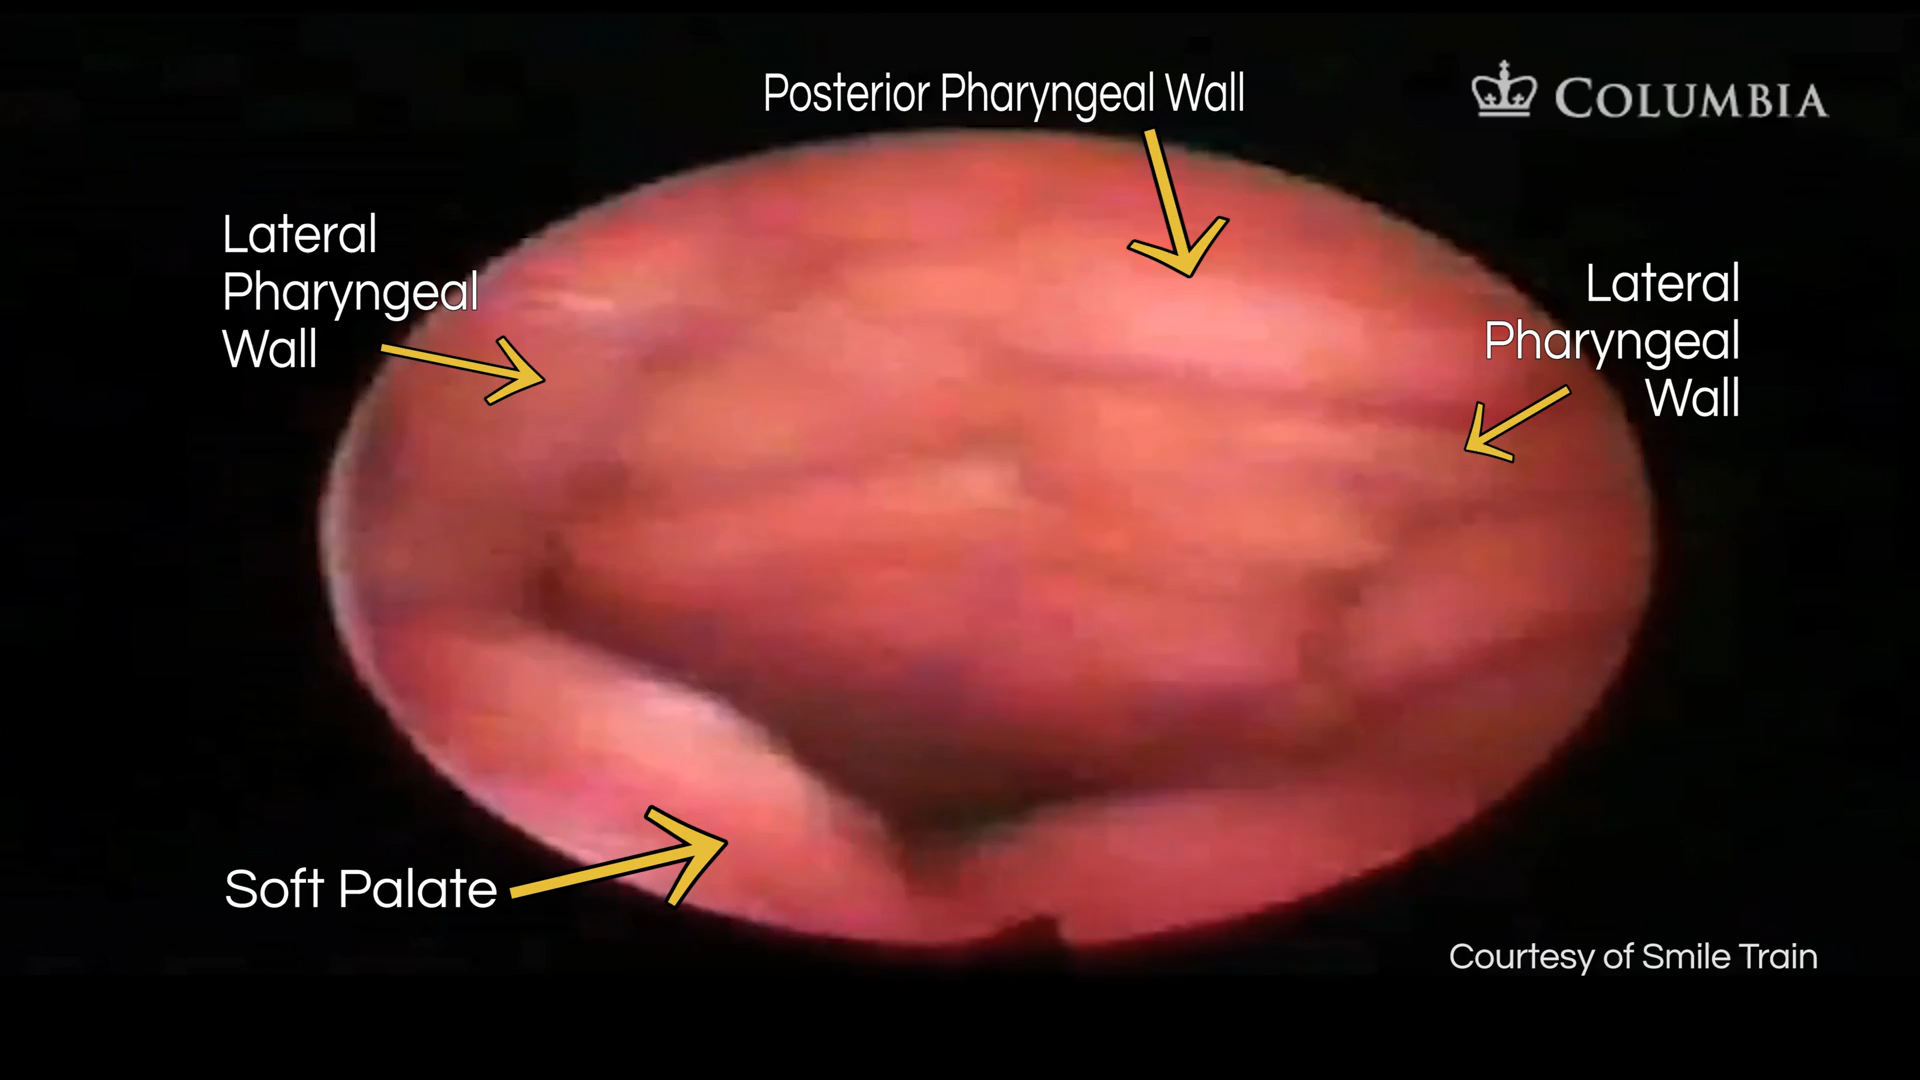 Posterior Pharyngeal Wall
COLUMBIA
Lateral
Pharyngeal
Wall
Lateral
Pharyngeal
Wall
Soft Palate
Courtesy of Smile Train